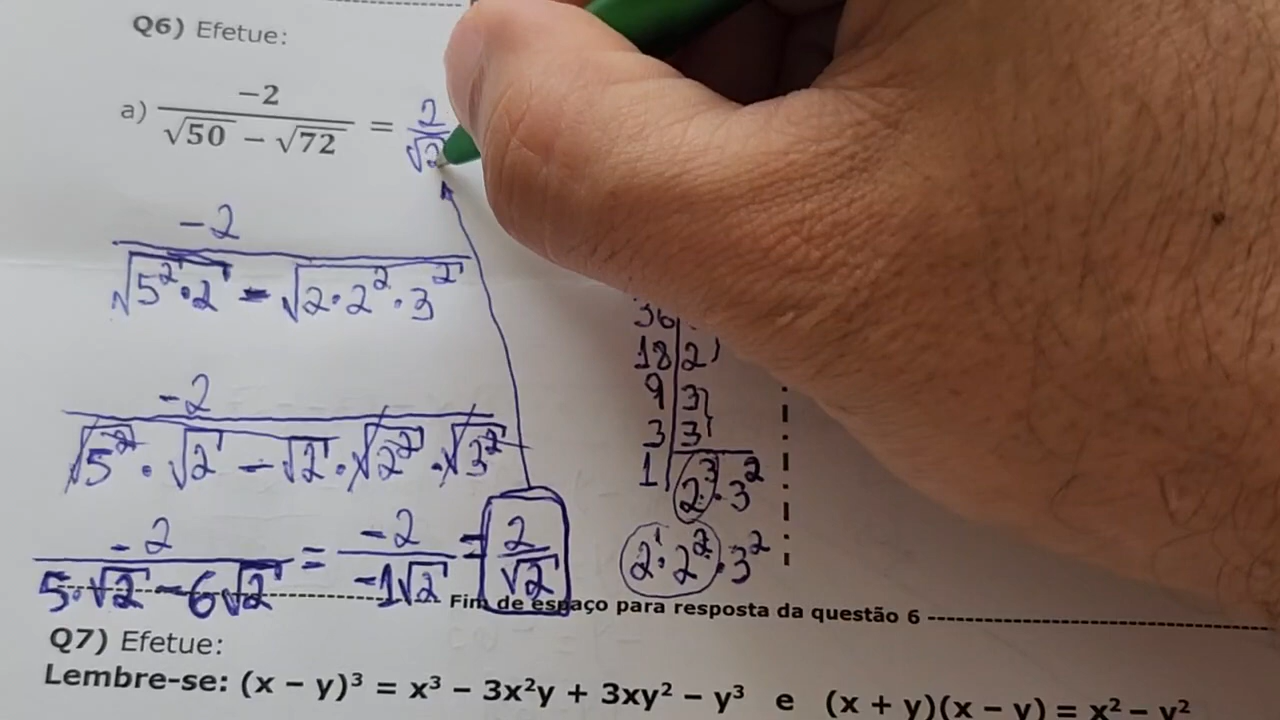 Q6) Efetue:
a) -2 / √50 - √72 = 2 / √2
-2 / √5²·2 - √2·2²·3²
-2 / √5² · √2 - √2 · √2² · √3²
-2 / 5·√2 - 6√2 = -2 / -1√2 = 2 / √2
36
18 2
9 3
3 3
1 2³·3²
2¹·2²·3²
Fim de espaço para resposta da questão 6
Q7) Efetue:
Lembre-se: (x – y)³ = x³ – 3x²y + 3xy² – y³ e (x + y)(x – y) = x² – y²